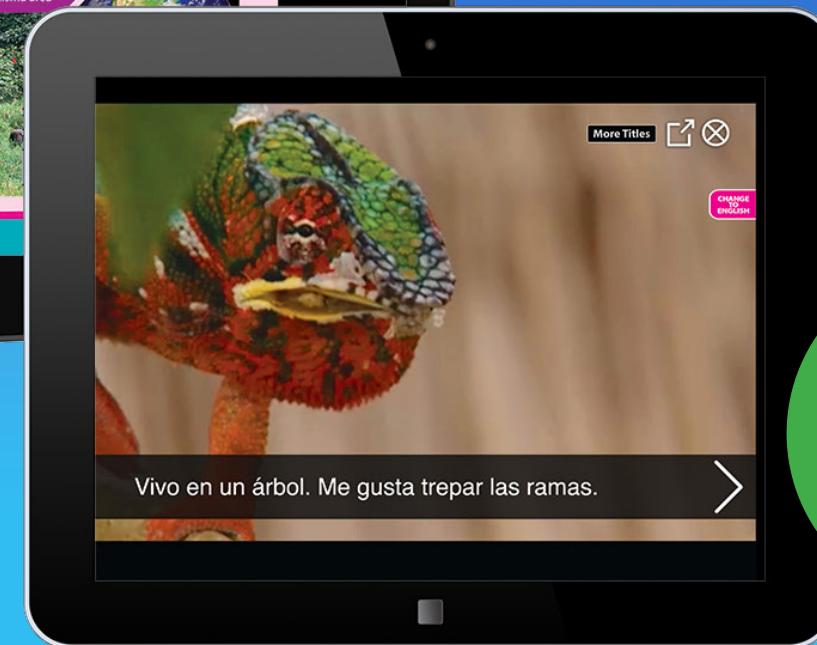 More Titles
CHANGE
TO
ENGLISH
Vivo en un árbol. Me gusta trepar las ramas.